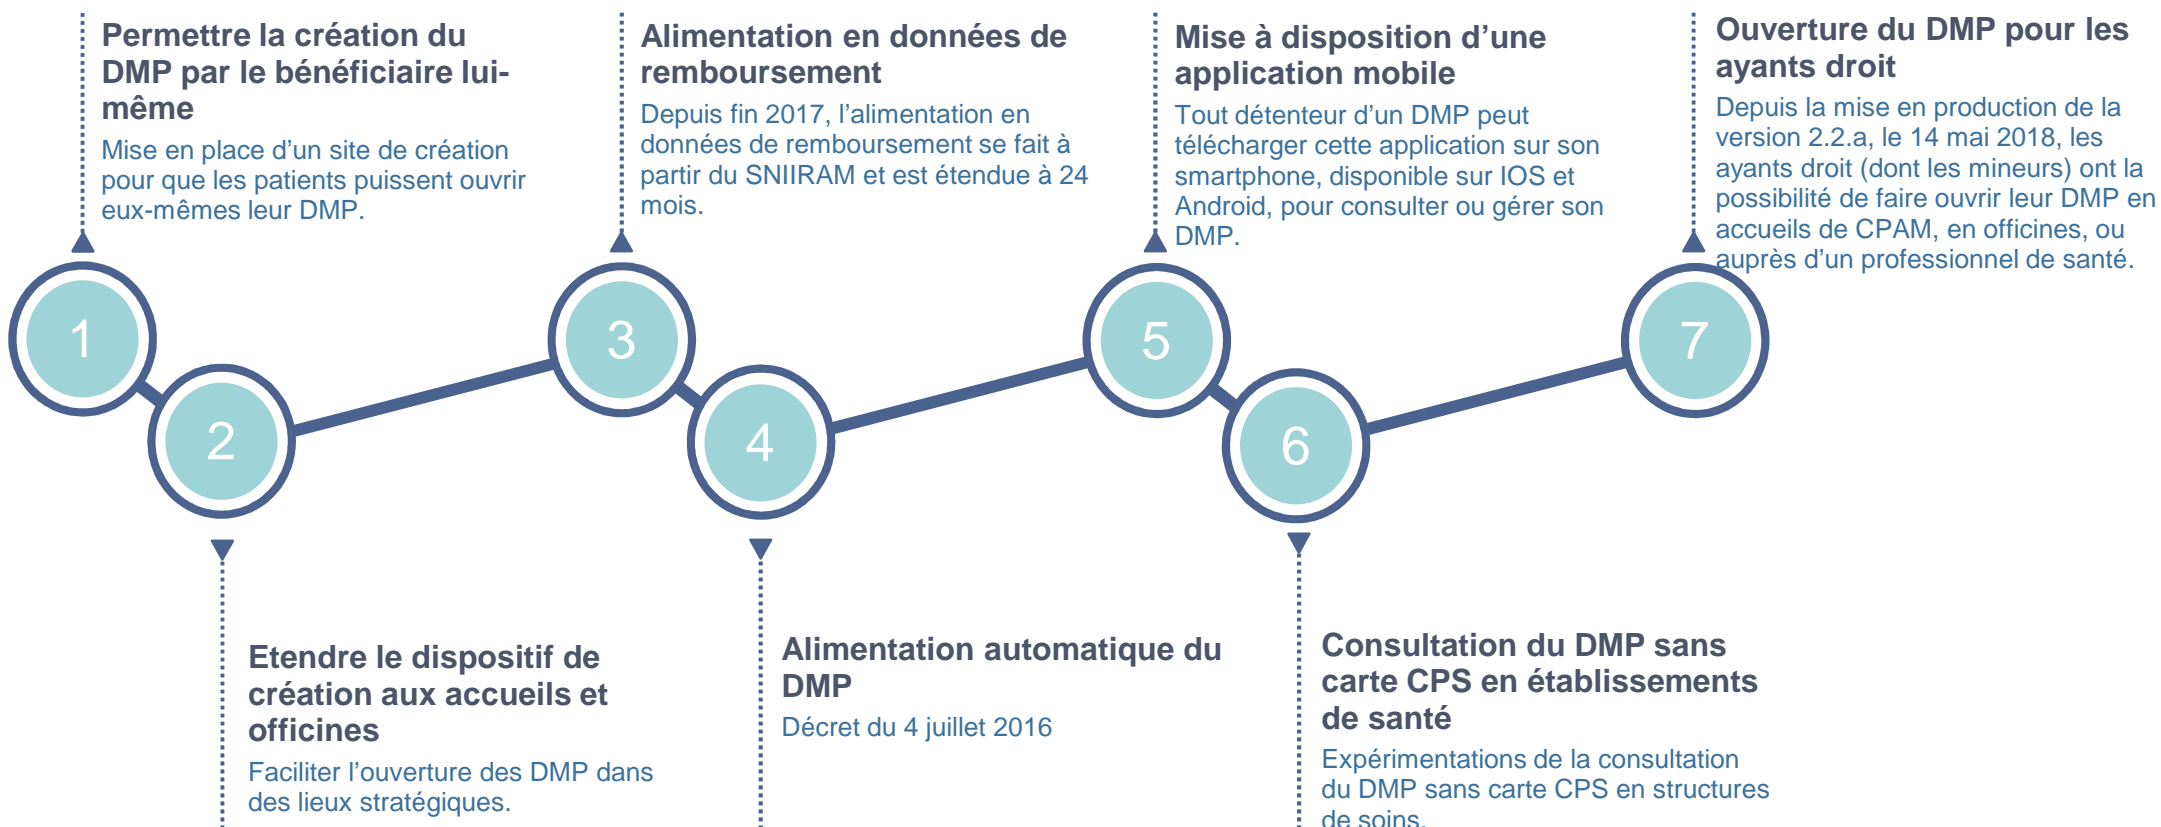 Permettre la création du
DMP par le bénéficiaire lui-
même
Mise en place d’un site de création
pour que les patients puissent ouvrir
eux-mêmes leur DMP.
1
Etendre le dispositif de
création aux accueils et
officines
Faciliter l’ouverture des DMP dans
des lieux stratégiques.
2
Alimentation en données de
remboursement
Depuis fin 2017, l’alimentation en
données de remboursement se fait à
partir du SNIIRAM et est étendue à 24
mois.
3
Alimentation automatique du
DMP
Décret du 4 juillet 2016
4
Mise à disposition d’une
application mobile
Tout détenteur d’un DMP peut
télécharger cette application sur son
smartphone, disponible sur IOS et
Android, pour consulter ou gérer son
DMP.
5
Consultation du DMP sans
carte CPS en établissements
de santé
Expérimentations de la consultation
du DMP sans carte CPS en structures
de soins.
6
Ouverture du DMP pour les
ayants droit
Depuis la mise en production de la
version 2.2.a, le 14 mai 2018, les
ayants droit (dont les mineurs) ont la
possibilité de faire ouvrir leur DMP en
accueils de CPAM, en officines, ou
auprès d’un professionnel de santé.
7